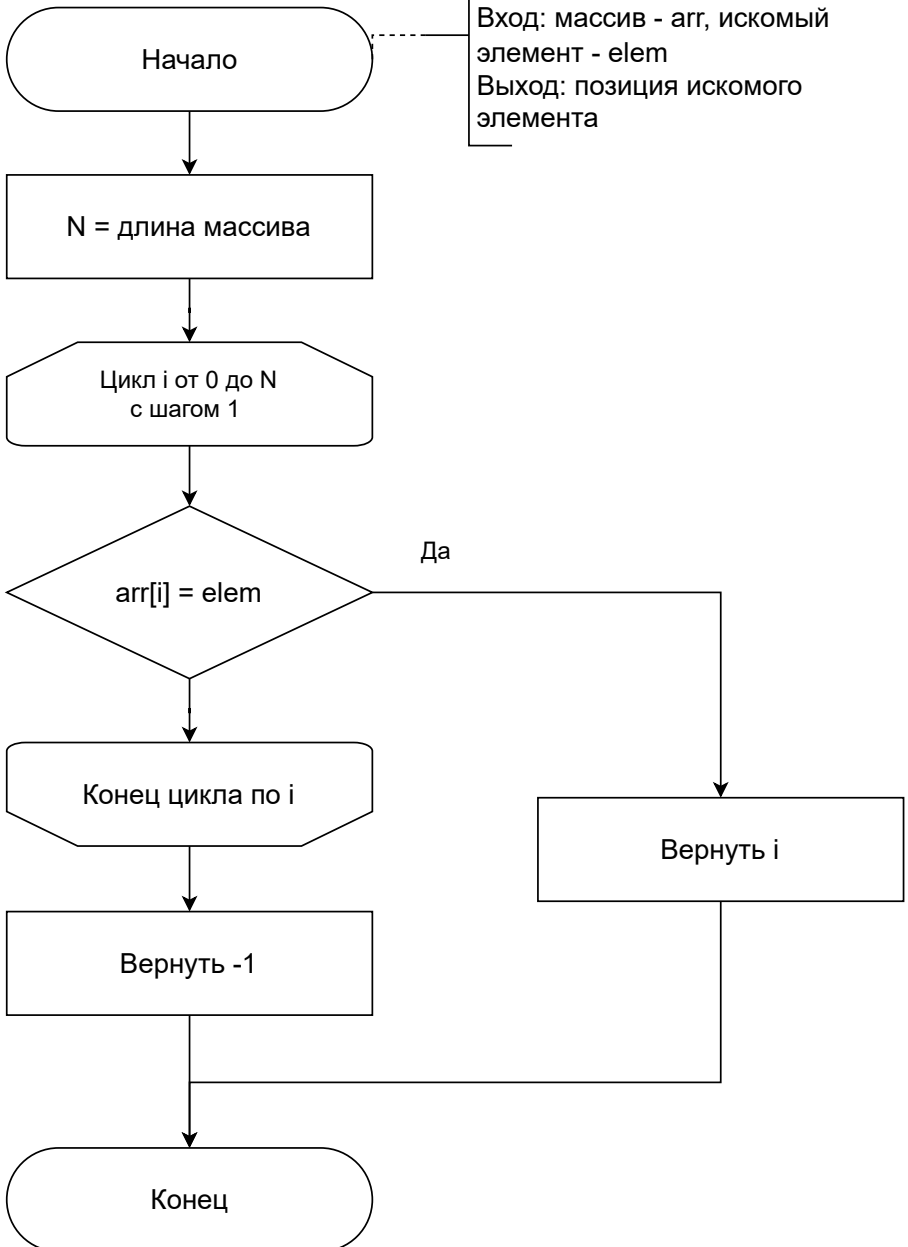 Начало
Вход: массив - arr, искомый
элемент - elem
Выход: позиция искомого
элемента
N = длина массива
Цикл i от 0 до N
с шагом 1
Да
arr[i] = elem
Конец цикла по i
Вернуть i
Вернуть -1
Конец